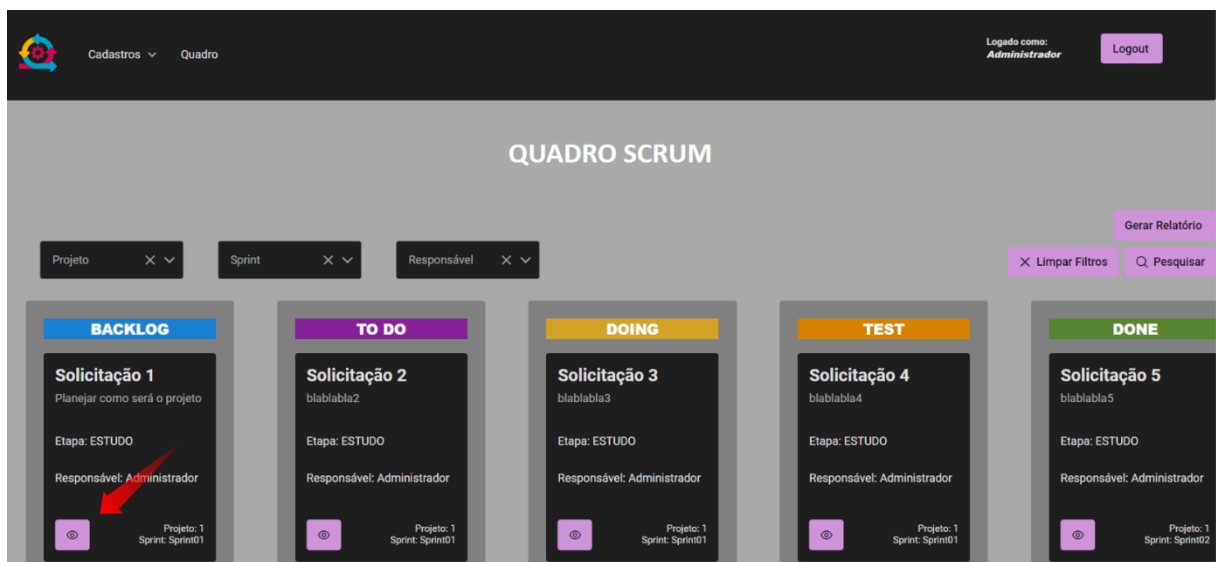 Cadastros
Quadro
Logado como:
Administrador
Logout
QUADRO SCRUM
Gerar Relatório
Projeto
Sprint
Responsável
Limpar Filtros
Pesquisar
BACKLOG
Solicitação 1
Planejar como será o projeto
Etapa: ESTUDO
Responsável: Administrador
Projeto: 1
Sprint: Sprint01
TO DO
Solicitação 2
blablabla2
Etapa: ESTUDO
Responsável: Administrador
Projeto: 1
Sprint: Sprint01
DOING
Solicitação 3
blablabla3
Etapa: ESTUDO
Responsável: Administrador
Projeto: 1
Sprint: Sprint01
TEST
Solicitação 4
blablabla4
Etapa: ESTUDO
Responsável: Administrador
Projeto: 1
Sprint: Sprint01
DONE
Solicitação 5
blablabla5
Etapa: ESTUDO
Responsável: Administrador
Projeto: 1
Sprint: Sprint02